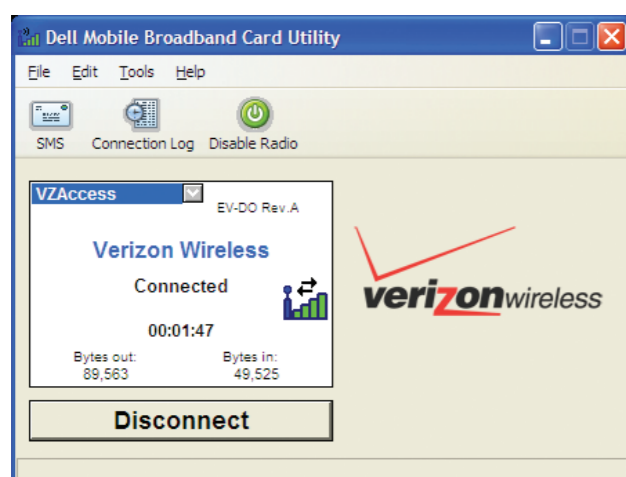 Dell Mobile Broadband Card Utility
File Edit Tools Help
SMS Connection Log Disable Radio
VZAccess
EV-DO Rev.A
Verizon Wireless
Connected
00:01:47
Bytes out: Bytes in:
89,563 49,525
verizonwireless
Disconnect